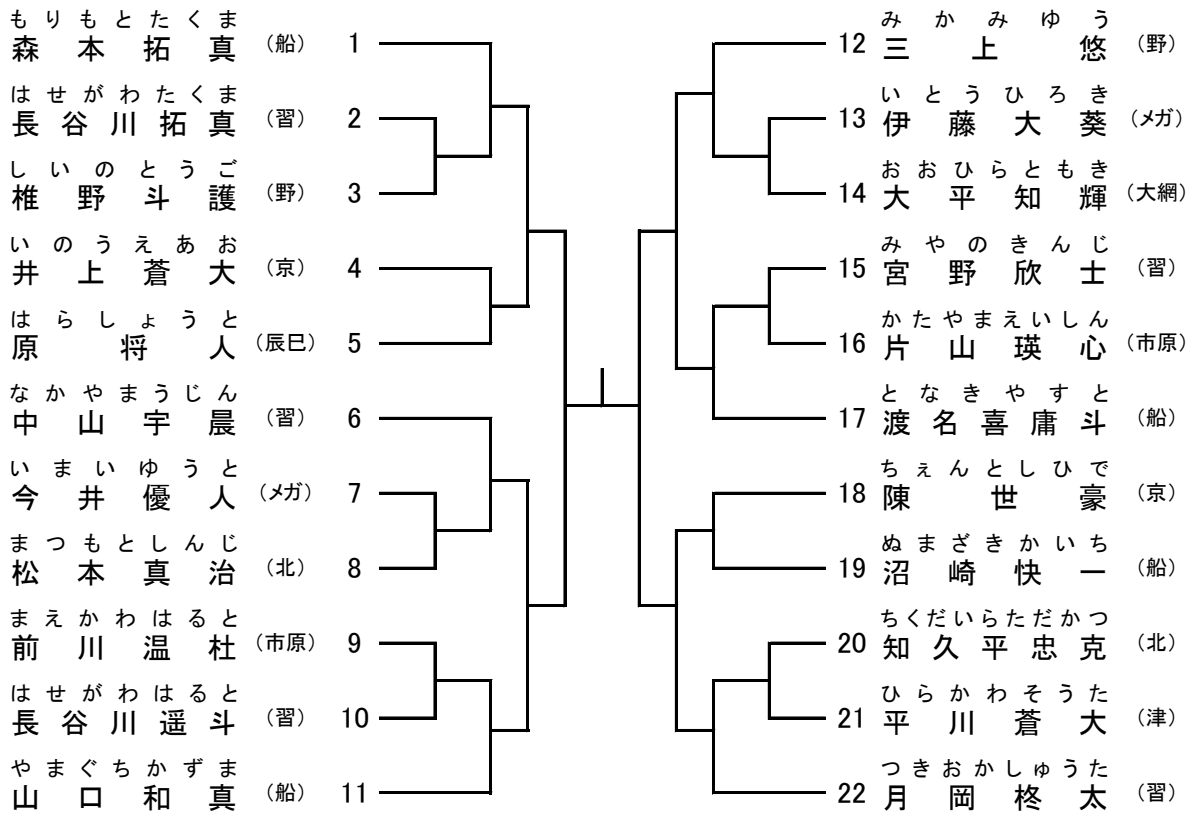 もりもとたくま
森本拓真 （船） 1
はせがわたくま
長谷川拓真 （習） 2
しいのとうご
椎野斗護 （野） 3
いのうえあお
井上蒼大 （京） 4
はらしょうと
原将人 （辰巳） 5
なかやまうじん
中山宇晨 （習） 6
いまいゆうと
今井優人 （メガ） 7
まつもとしんじ
松本真治 （北） 8
まえかわはると
前川温杜 （市原） 9
はせがわはると
長谷川遥斗 （習） 10
やまぐちかずま
山口和真 （船） 11
みかみゆう
12 三上悠 （野）
いとうひろき
13 伊藤大葵 （メガ）
おおひらともき
14 大平知輝 （大網）
みやのきんじ
15 宮野欣士 （習）
かたやまえいしん
16 片山瑛心 （市原）
となきやすと
17 渡名喜庸斗 （船）
ちぇんとしひで
18 陳世豪 （京）
ぬまざきかいち
19 沼崎快一 （船）
ちくだいらただかつ
20 知久平忠克 （北）
ひらかわそうた
21 平川蒼大 （津）
つきおかしゅうた
22 月岡柊太 （習）